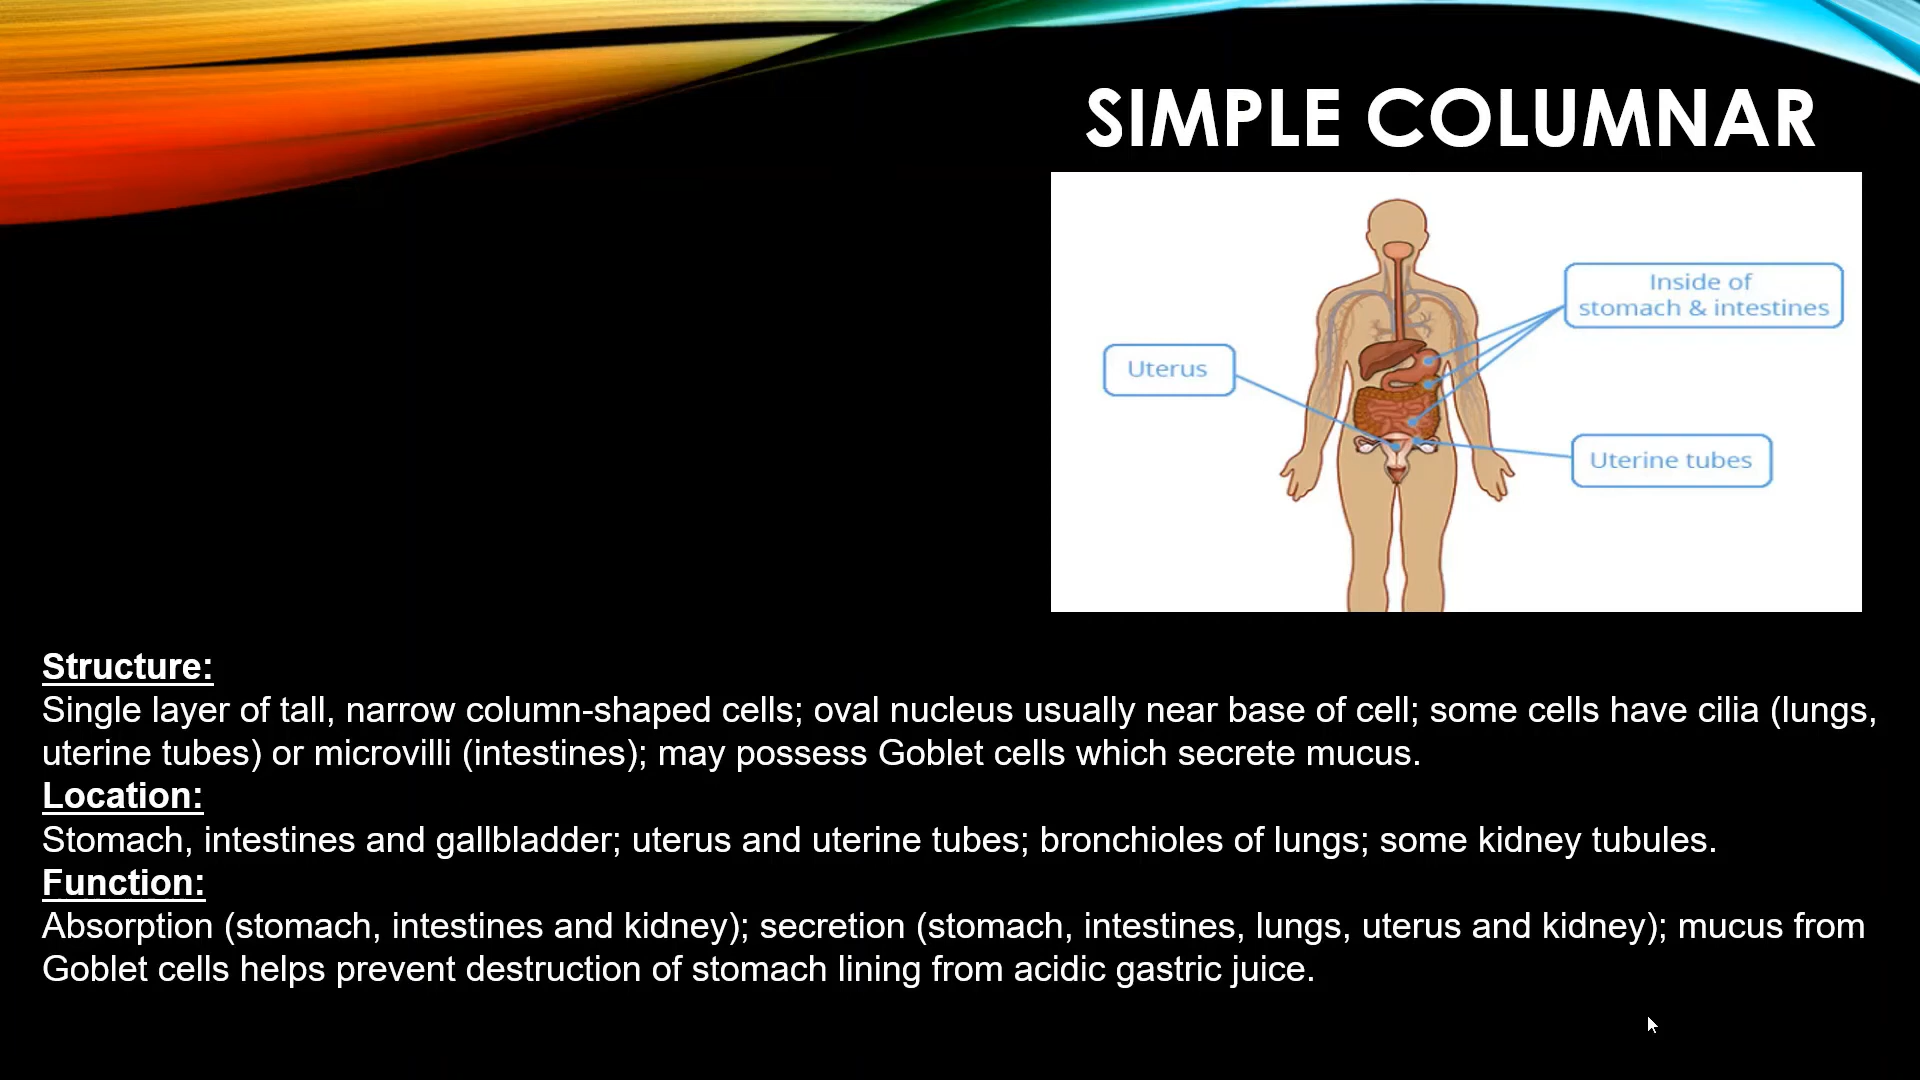 SIMPLE COLUMNAR
Inside of
stomach & intestines
Uterus
Uterine tubes
Structure:
Single layer of tall, narrow column-shaped cells; oval nucleus usually near base of cell; some cells have cilia (lungs,
uterine tubes) or microvilli (intestines); may possess Goblet cells which secrete mucus.
Location:
Stomach, intestines and gallbladder; uterus and uterine tubes; bronchioles of lungs; some kidney tubules.
Function:
Absorption (stomach, intestines and kidney); secretion (stomach, intestines, lungs, uterus and kidney); mucus from
Goblet cells helps prevent destruction of stomach lining from acidic gastric juice.